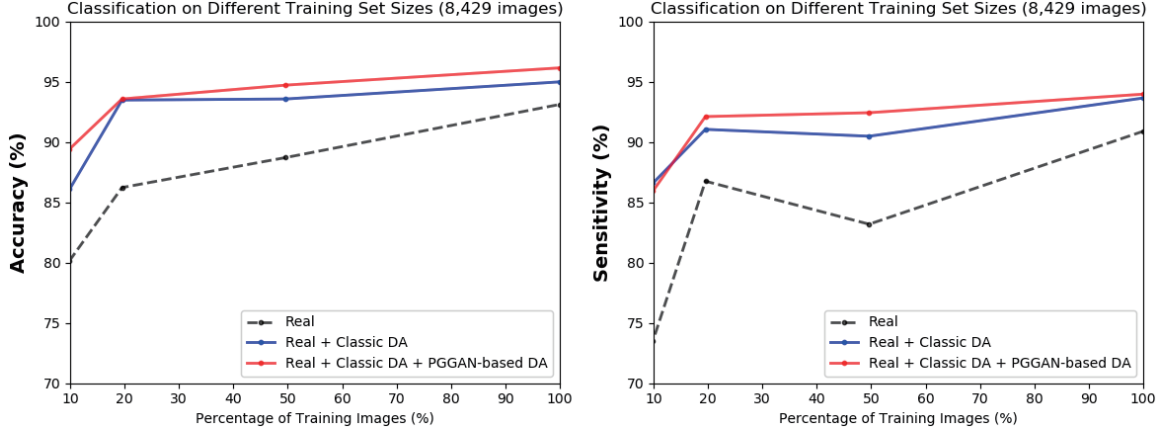 Classification on Different Training Set Sizes (8,429 images)
100
95
90
85
80
75
70
Accuracy (%)
Real
Real + Classic DA
Real + Classic DA + PGGAN-based DA
10 20 30 40 50 60 70 80 90 100
Percentage of Training Images (%)
Classification on Different Training Set Sizes (8,429 images)
100
95
90
85
80
75
70
Sensitivity (%)
Real
Real + Classic DA
Real + Classic DA + PGGAN-based DA
10 20 30 40 50 60 70 80 90 100
Percentage of Training Images (%)